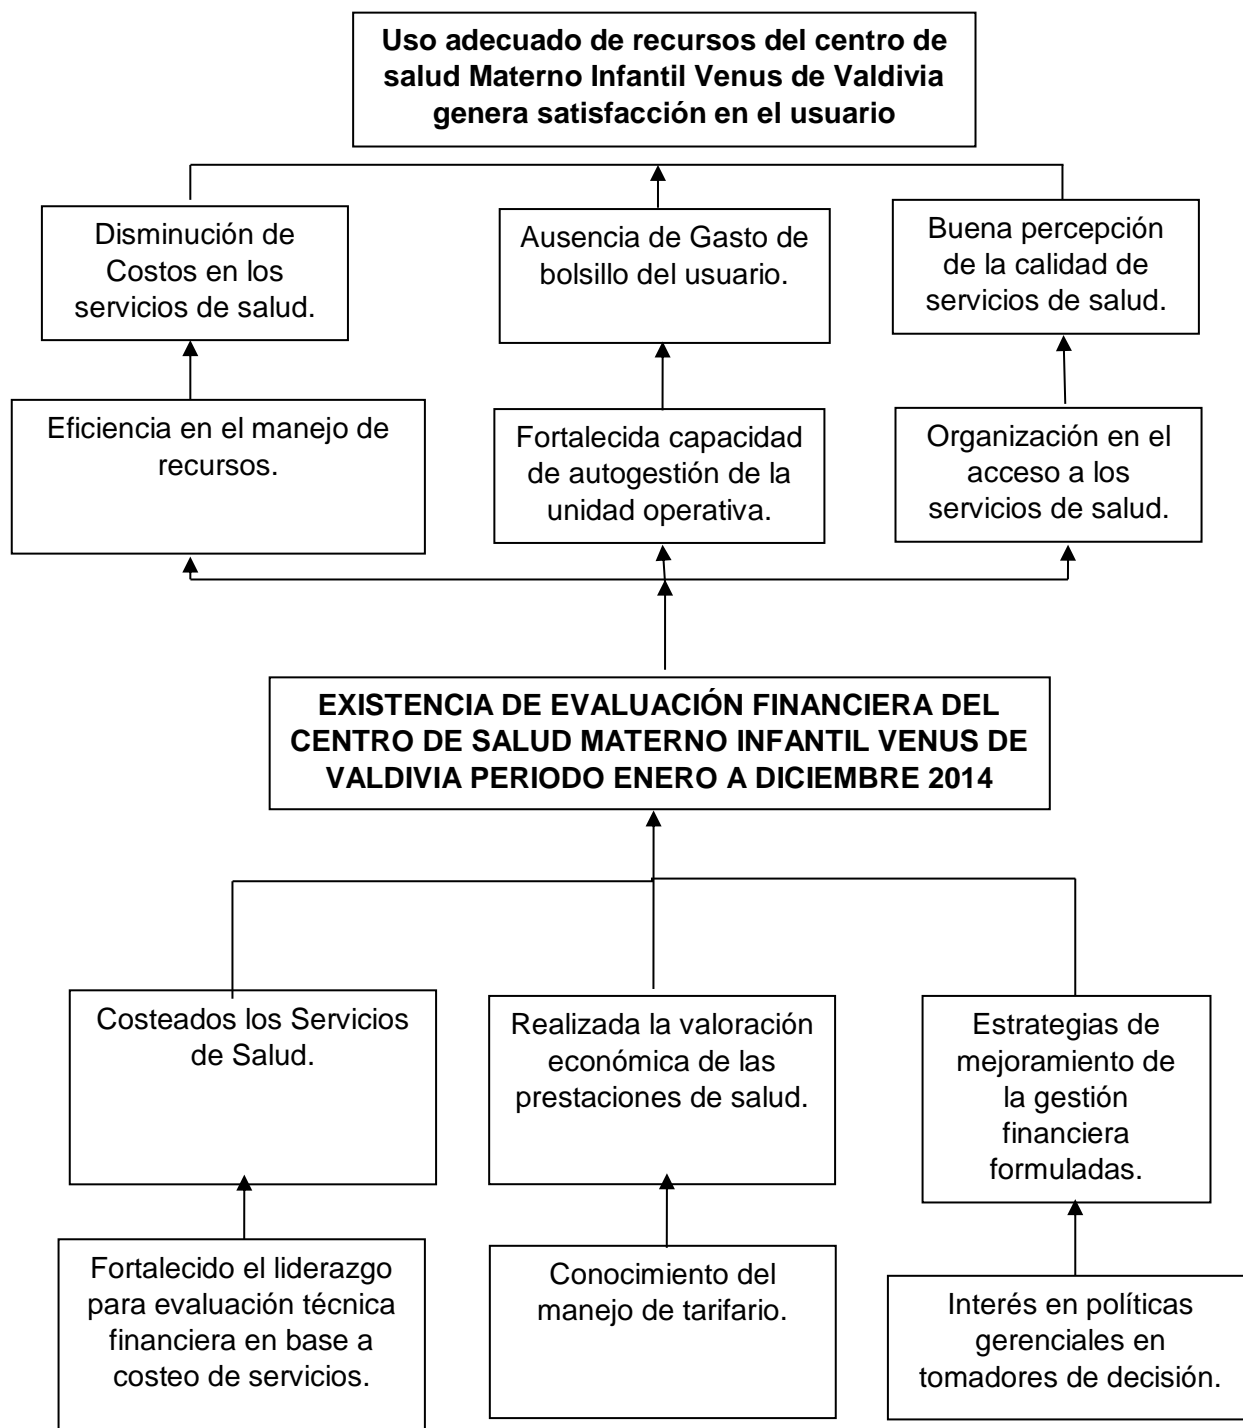 Uso adecuado de recursos del centro de
salud Materno Infantil Venus de Valdivia
genera satisfacción en el usuario
Disminución de
Costos en los
servicios de salud.
Ausencia de Gasto de
bolsillo del usuario.
Buena percepción
de la calidad de
servicios de salud.
Eficiencia en el manejo de
recursos.
Fortalecida capacidad
de autogestión de la
unidad operativa.
Organización en el
acceso a los
servicios de salud.
EXISTENCIA DE EVALUACIÓN FINANCIERA DEL
CENTRO DE SALUD MATERNO INFANTIL VENUS DE
VALDIVIA PERIODO ENERO A DICIEMBRE 2014
Costeados los Servicios
de Salud.
Realizada la valoración
económica de las
prestaciones de salud.
Estrategias de
mejoramiento de
la gestión
financiera
formuladas.
Fortalecido el liderazgo
para evaluación técnica
financiera en base a
costeo de servicios.
Conocimiento del
manejo de tarifario.
Interés en políticas
gerenciales en
tomadores de decisión.